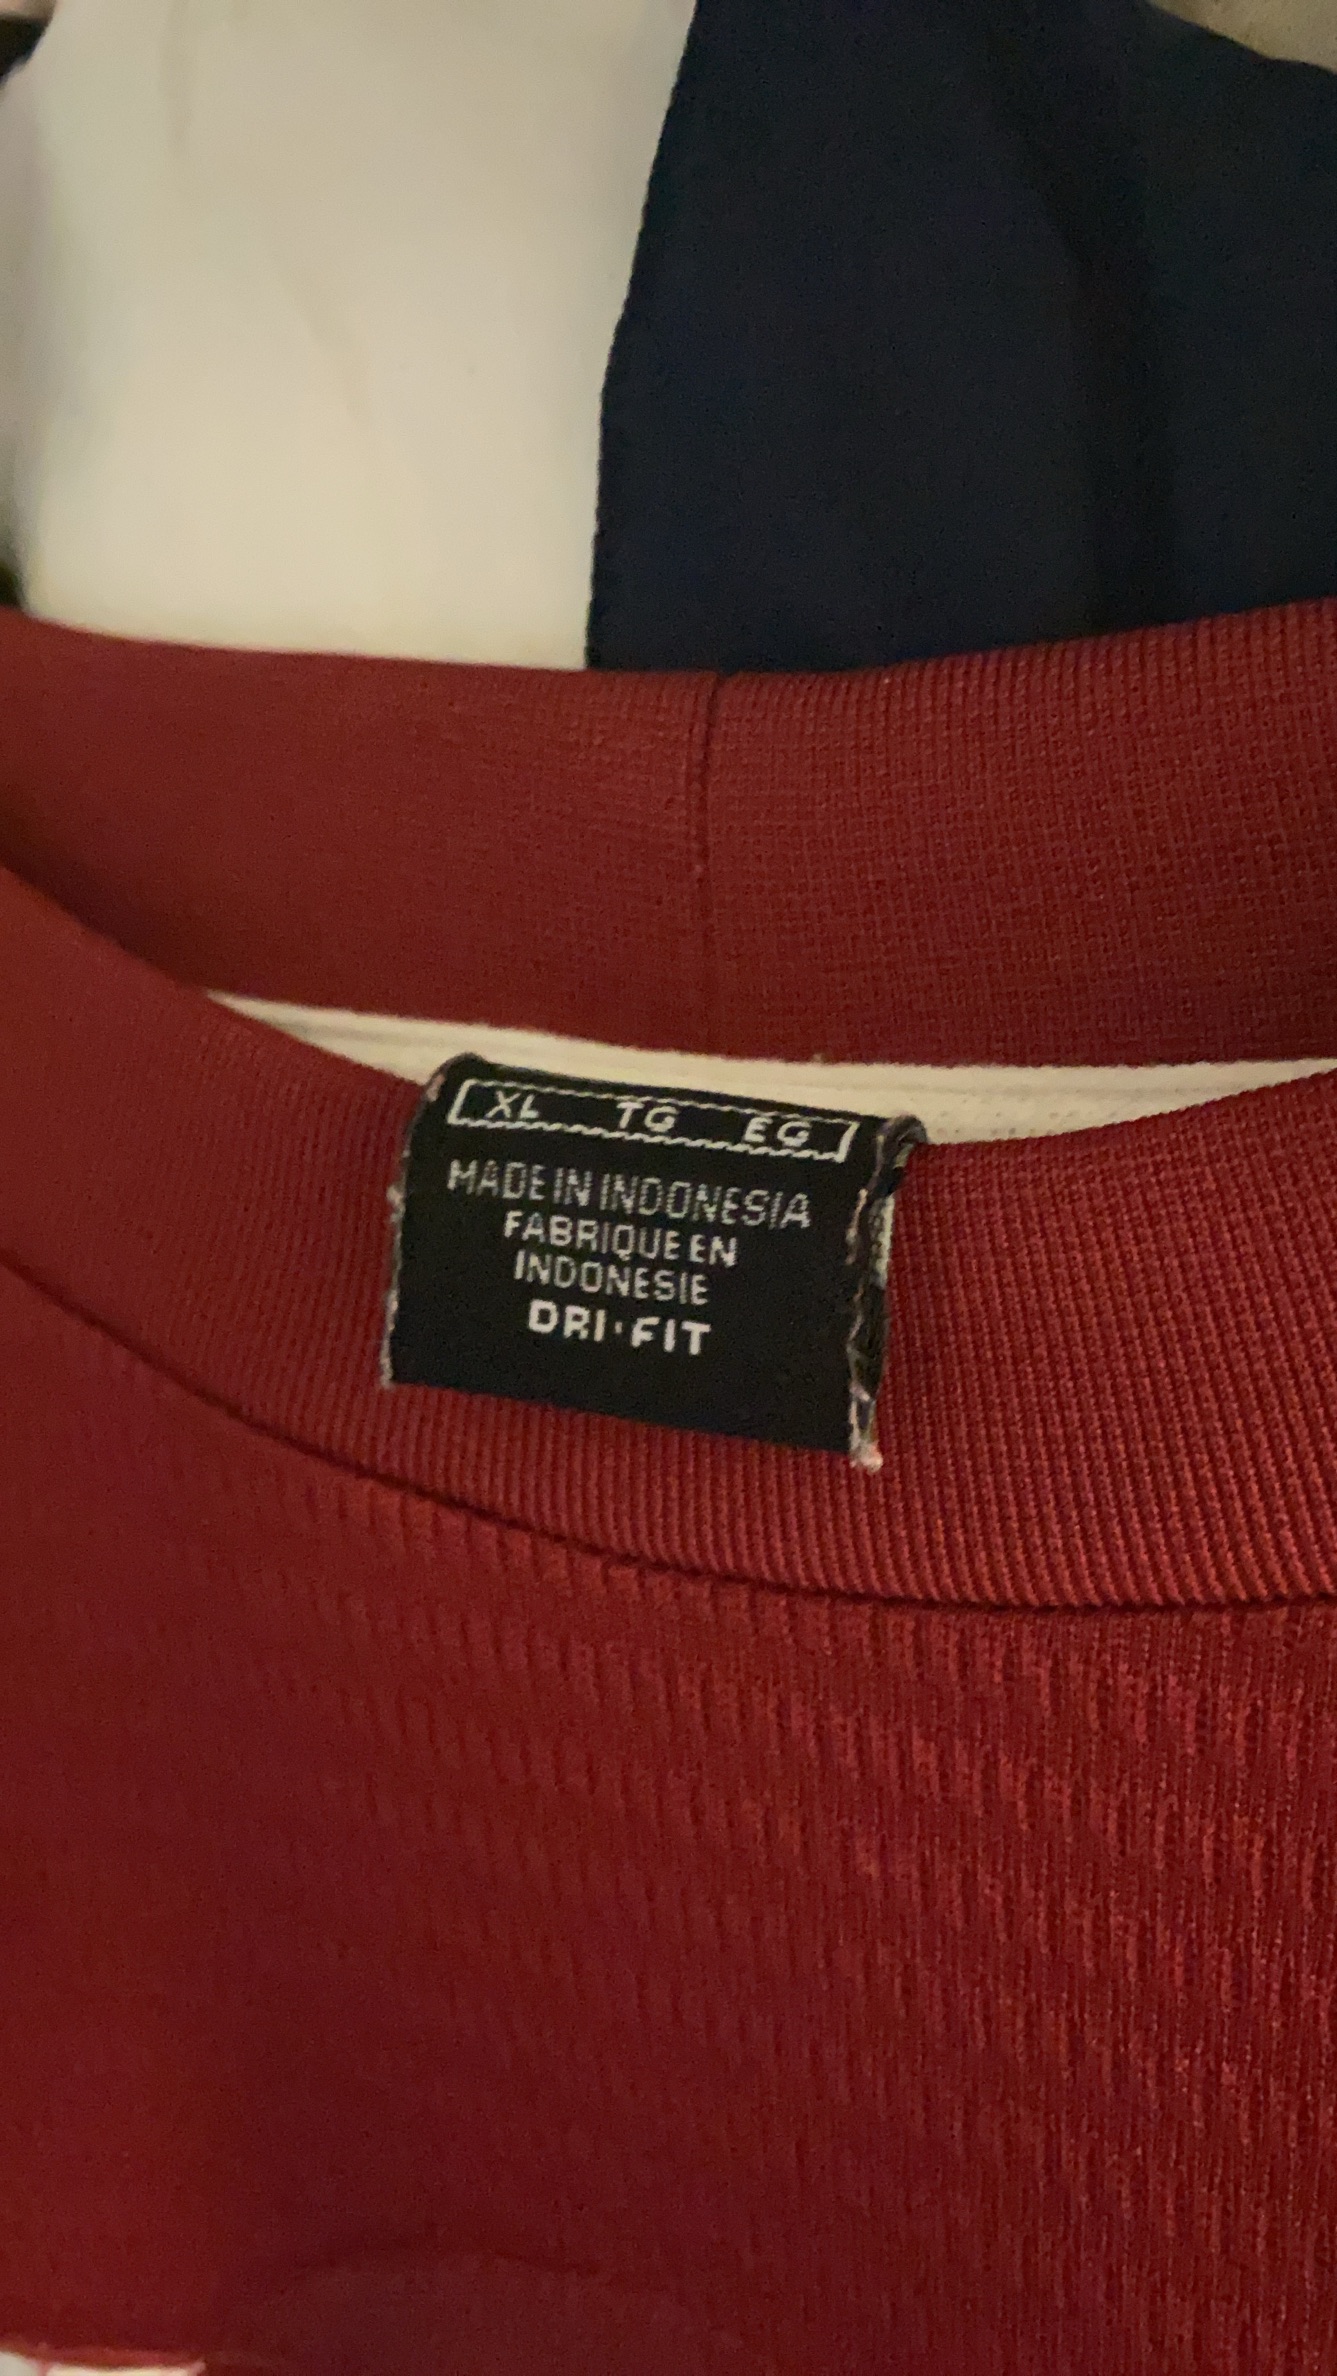 XL TG EG
MADE IN INDONESIA
FABRIQUE EN
INDONESIE
DRI·FIT